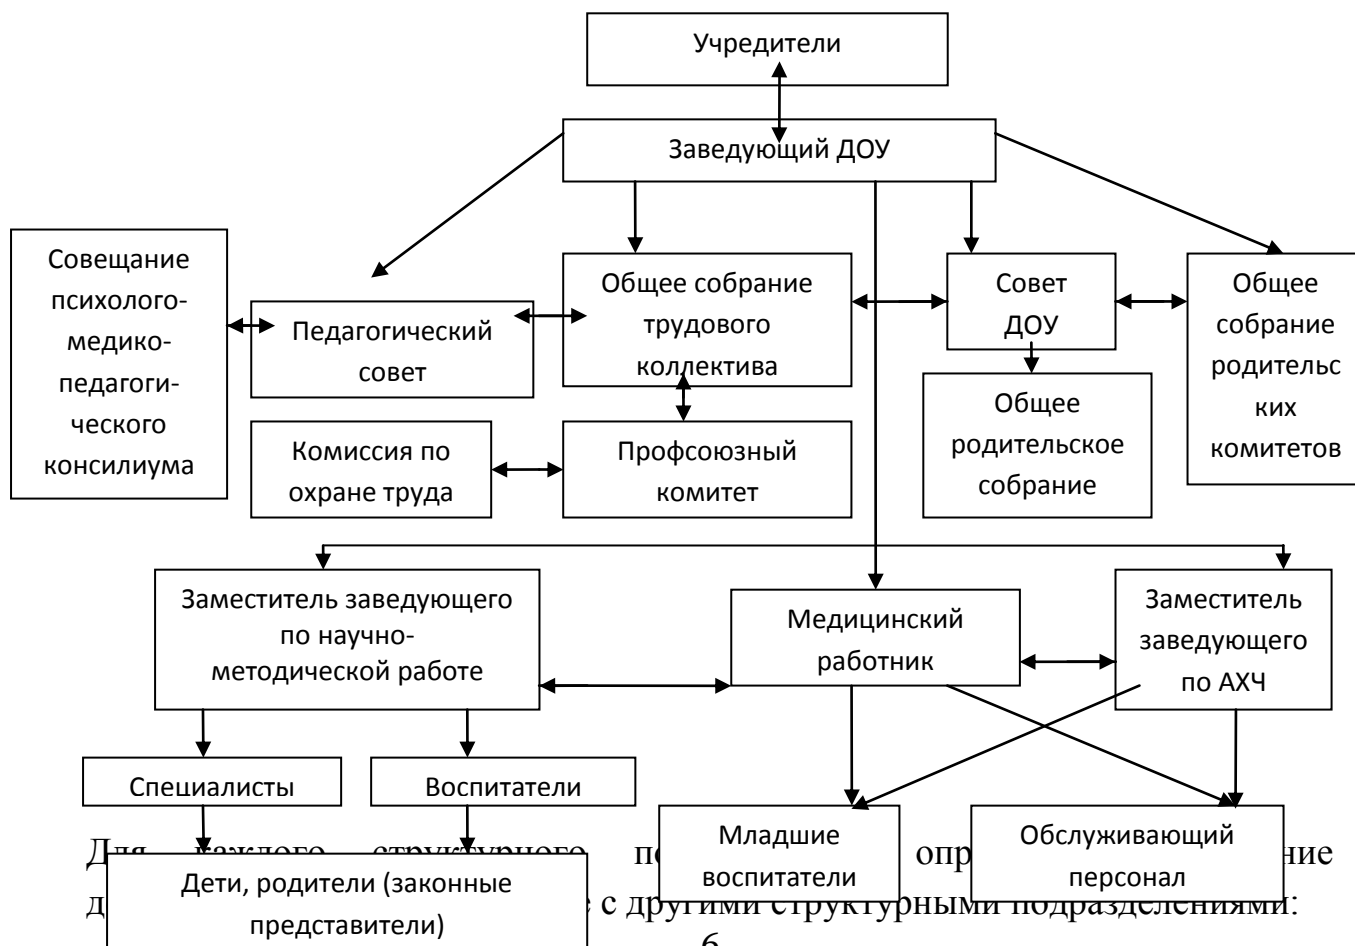 Учредители
Заведующий ДОУ
Совещание
психолого-
медико-
педагоги-
ческого
консилиума
Педагогический
совет
Общее собрание
трудового
коллектива
Совет
ДОУ
Общее
собрание
родительс
ких
комитетов
Комиссия по
охране труда
Профсоюзный
комитет
Общее
родительское
собрание
Заместитель заведующего
по научно-
методической работе
Медицинский
работник
Заместитель
заведующего
по АХЧ
Специалисты
Воспитатели
Младшие
воспитатели
Обслуживающий
персонал
Дети, родители (законные
представители)
Для каждого структурного
с другими структурными подразделениями:
6